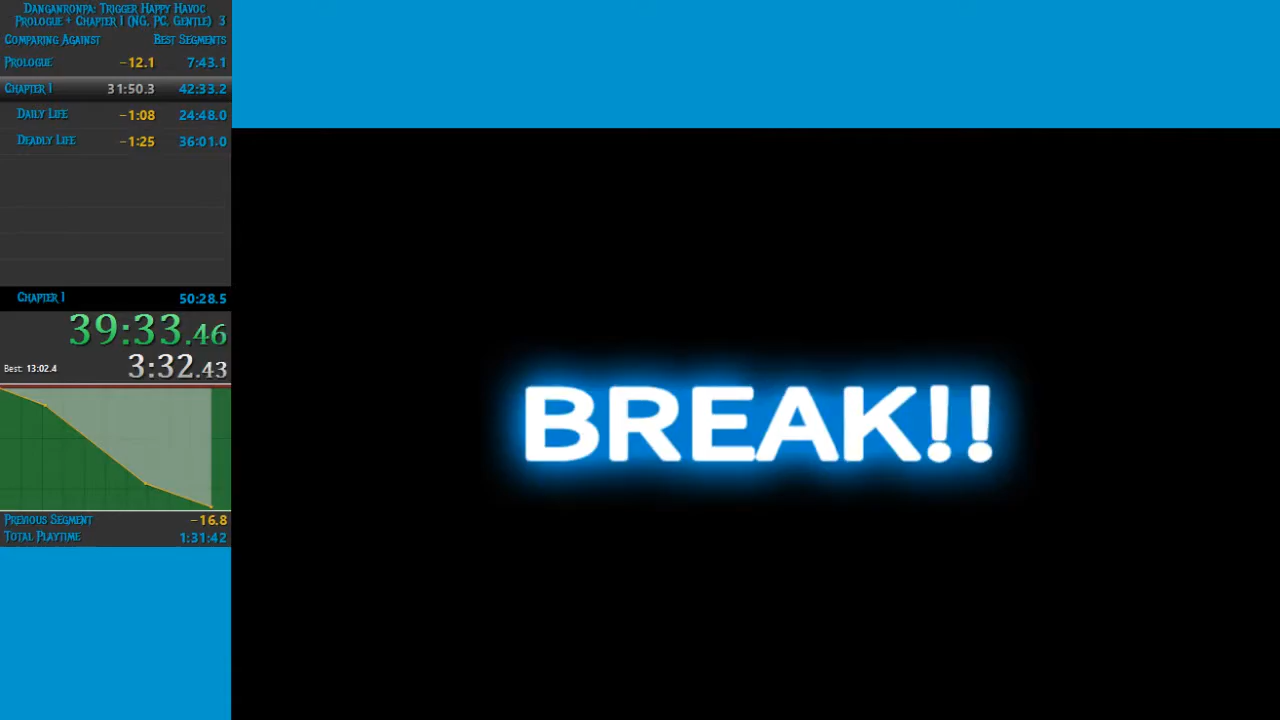 Danganronpa: Trigger Happy Havoc
Prologue + Chapter 1 (NG, PC, Gentle) 3
Comparing Against Best Segments
Prologue −12.1 7:43.1
Chapter 1 31:50.3 42:33.2
Daily Life −1:08 24:48.0
Deadly Life −1:25 36:01.0
Chapter 1 50:28.5
39:33.46
Best: 13:02.4 3:32.43
Previous Segment −16.8
Total Playtime 1:31:42
BREAK!!